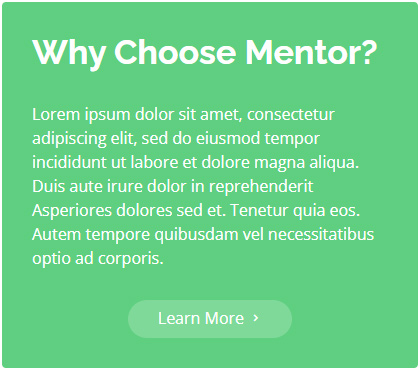 Why Choose Mentor?
Lorem ipsum dolor sit amet, consectetur
adipiscing elit, sed do eiusmod tempor
incididunt ut labore et dolore magna aliqua.
Duis aute irure dolor in reprehenderit
Asperiores dolores sed et. Tenetur quia eos.
Autem tempore quibusdam vel necessitatibus
optio ad corporis.
Learn More